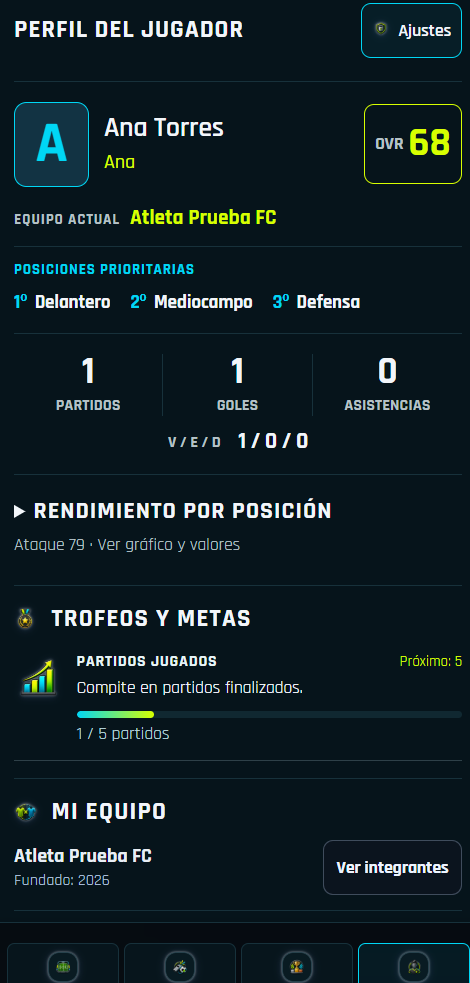 PERFIL DEL JUGADOR
Ajustes
A
Ana Torres
Ana
OVR 68
EQUIPO ACTUAL Atleta Prueba FC
POSICIONES PRIORITARIAS
1º Delantero 2º Mediocampo 3º Defensa
1 1 0
PARTIDOS GOLES ASISTENCIAS
V / E / D 1 / 0 / 0
RENDIMIENTO POR POSICIÓN
Ataque 79 · Ver gráfico y valores
TROFEOS Y METAS
PARTIDOS JUGADOS Próxima: 5
Compite en partidos finalizados.
1 / 5 partidos
MI EQUIPO
Atleta Prueba FC
Fundado: 2026
Ver integrantes